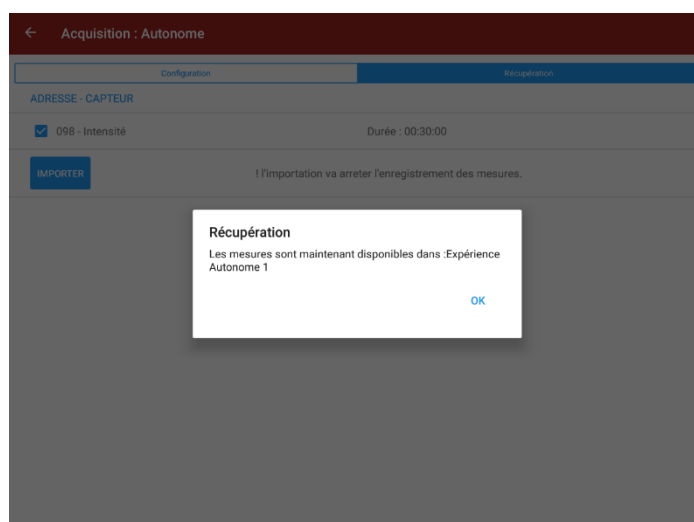 Acquisition : Autonome
Configuration
Récupération
ADRESSE - CAPTEUR
098 - Intensité
Durée : 00:30:00
IMPORTER
! l'importation va arreter l'enregistrement des mesures.
Récupération
Les mesures sont maintenant disponibles dans :Expérience
Autonome 1
OK